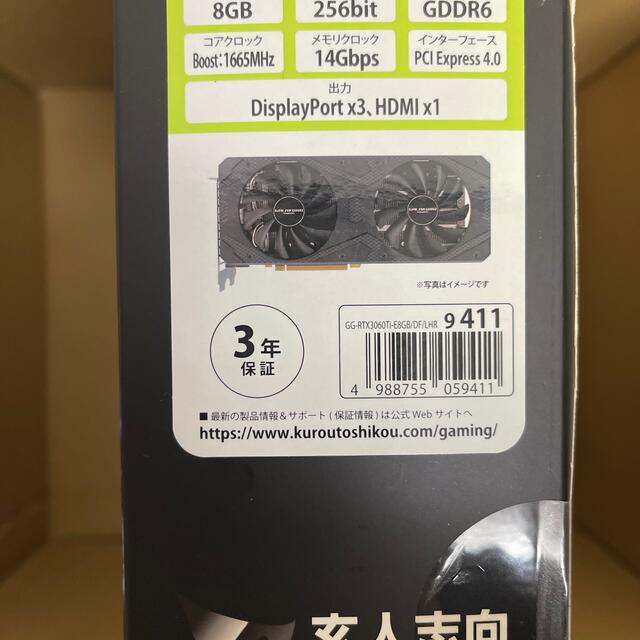 8GB
256bit
GDDR6
コアクロック
Boost：1665MHz
メモリクロック
14Gbps
インターフェース
PCI Express 4.0
出力
DisplayPort x3、HDMI x1
※写真はイメージです
3年
保証
GG-RTX3060Ti-E8GB/DF/LHR 9411
4 988755 059411
■ 最新の製品情報＆サポート ( 保証情報 ) は公式 Web サイトへ
https://www.kuroutoshikou.com/gaming/
玄人志向